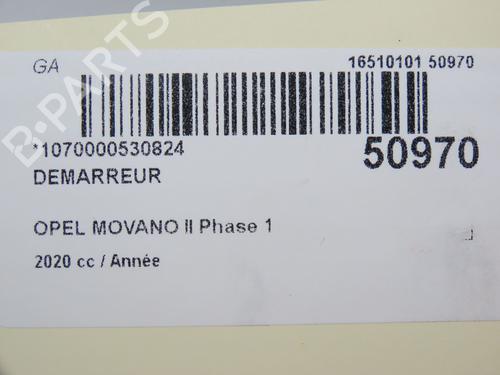 B-PARTS
GA
16510101 50970
*1070000530824
50970
DEMARREUR
OPEL MOVANO II Phase 1
2020 cc / Année